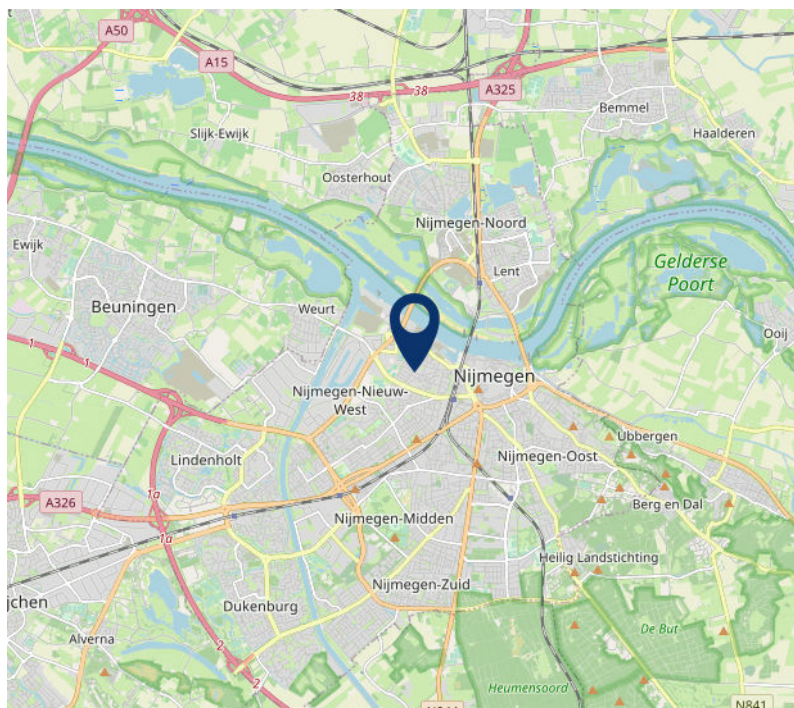 A50
A15
38
38
A325
Bemmel
Slijk-Ewijk
Haalderen
Oosterhout
Nijmegen-Noord
Ewijk
Lent
Gelderse
Poort
Beuningen
Weurt
Ooij
1
1
Nijmegen
Nijmegen-Nieuw-
West
Ubbergen
Lindenholt
Nijmegen-Oost
1a
A326
Berg en Dal
Nijmegen-Midden
1a
Heilig Landstichting
Nijmegen-Zuid
jchen
Dukenburg
De But
Alverna
2
2
Heumensoord
N841